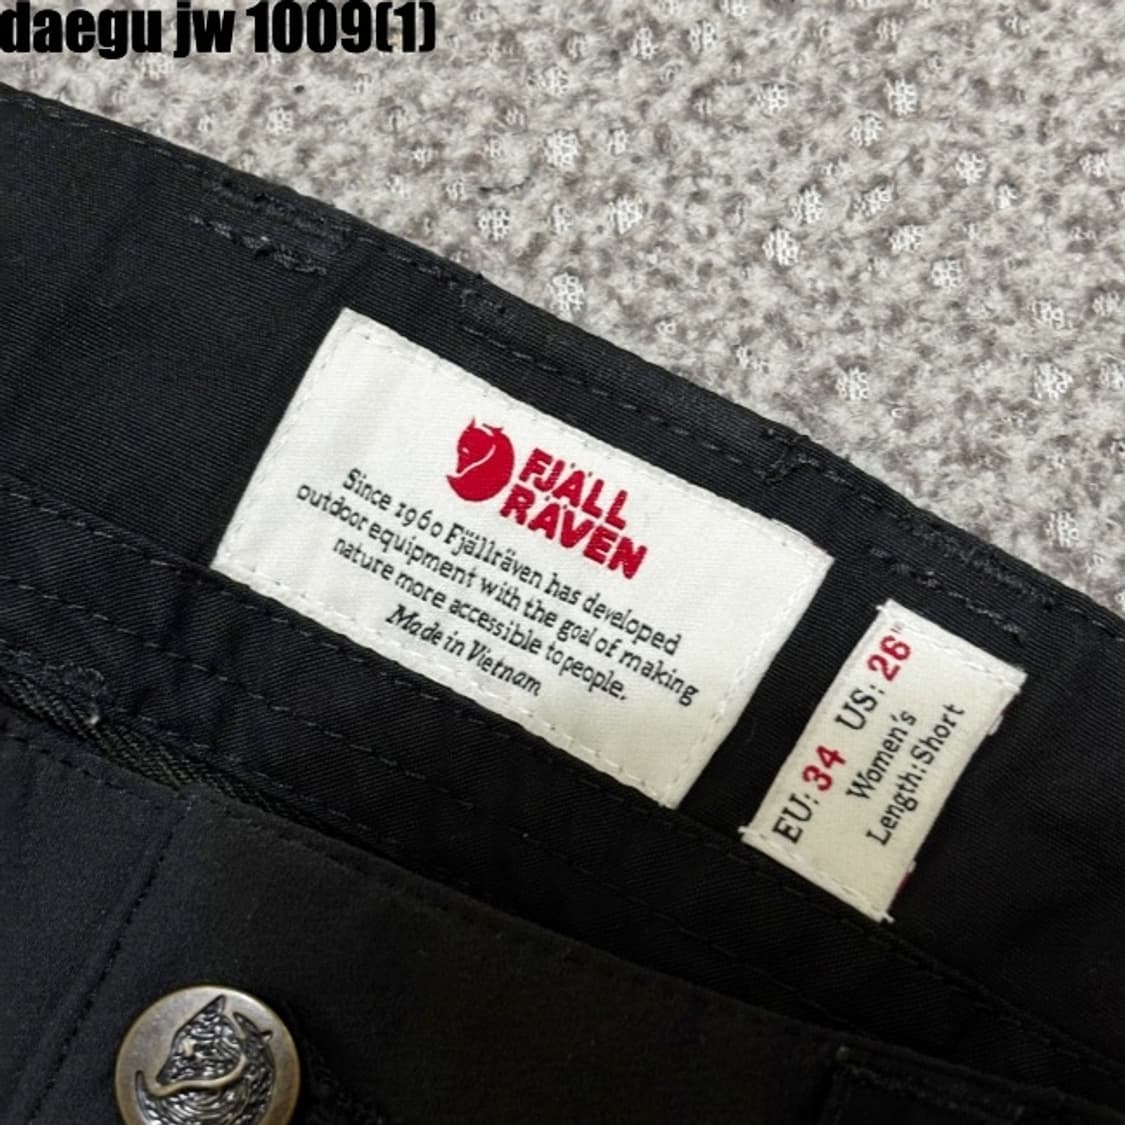 daegu jw 1009(1)
FJÄLL
RÄVEN
Since 1960 Fjällräven has developed
outdoor equipment with the goal of making
nature more accessible to people.
Made in Vietnam
EU: 34 US: 26"
Women's
Length: Short